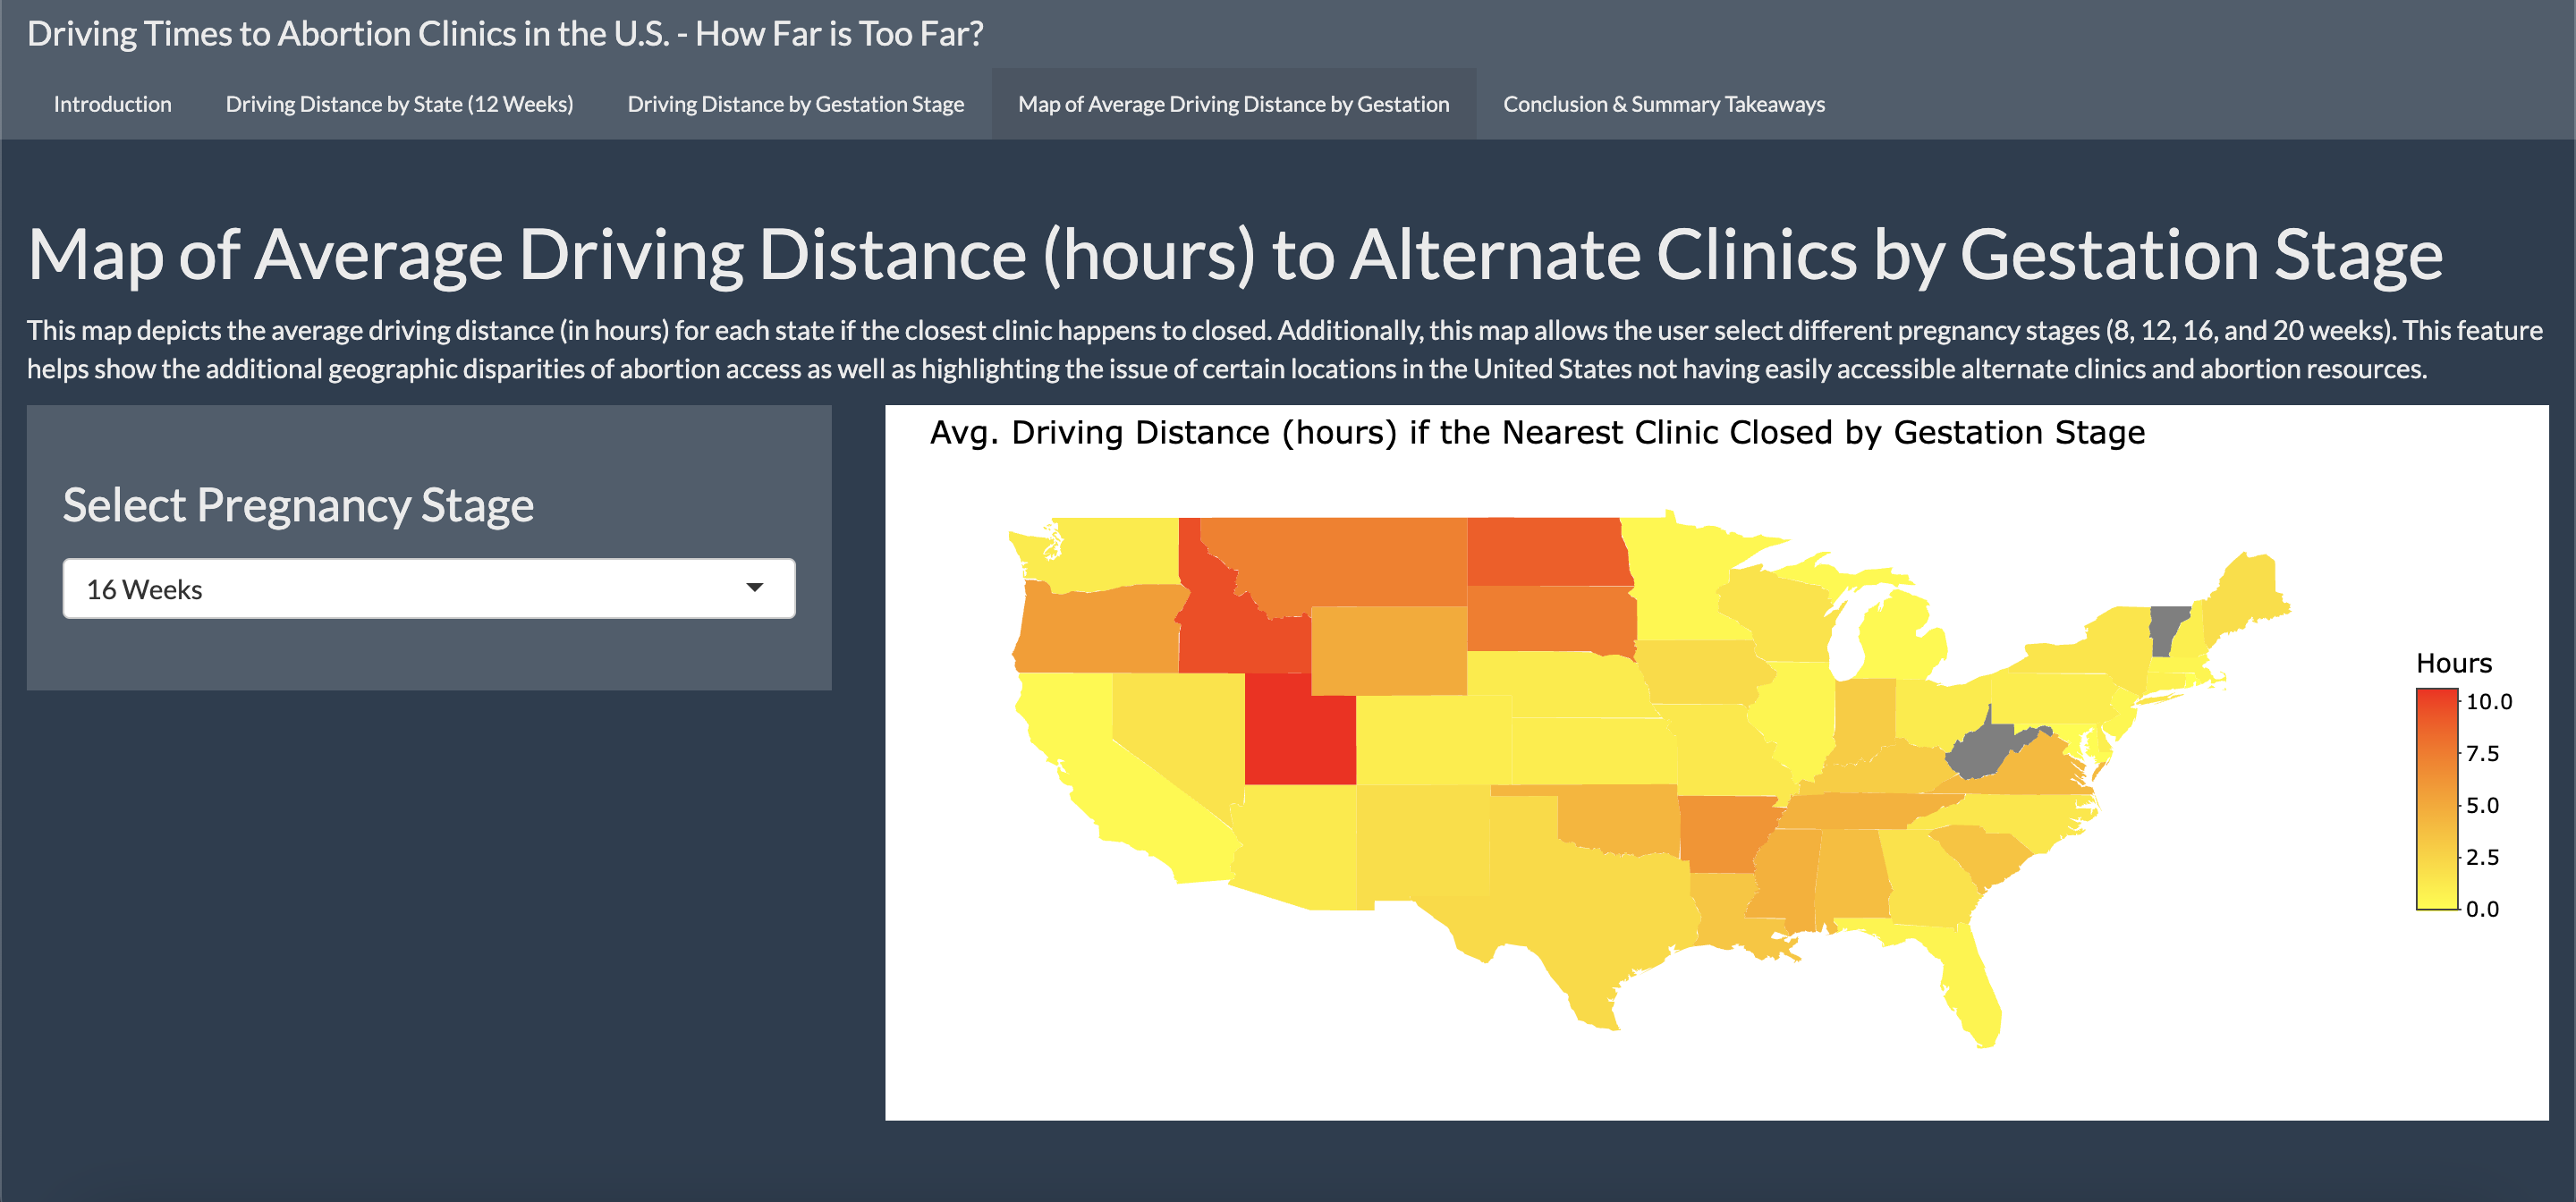 Driving Times to Abortion Clinics in the U.S. - How Far is Too Far?
Introduction
Driving Distance by State (12 Weeks)
Driving Distance by Gestation Stage
Map of Average Driving Distance by Gestation
Conclusion & Summary Takeaways
Map of Average Driving Distance (hours) to Alternate Clinics by Gestation Stage
This map depicts the average driving distance (in hours) for each state if the closest clinic happens to closed. Additionally, this map allows the user select different pregnancy stages (8, 12, 16, and 20 weeks). This feature
helps show the additional geographic disparities of abortion access as well as highlighting the issue of certain locations in the United States not having easily accessible alternate clinics and abortion resources.
Select Pregnancy Stage
16 Weeks
Avg. Driving Distance (hours) if the Nearest Clinic Closed by Gestation Stage
Hours
10.0
7.5
5.0
2.5
0.0